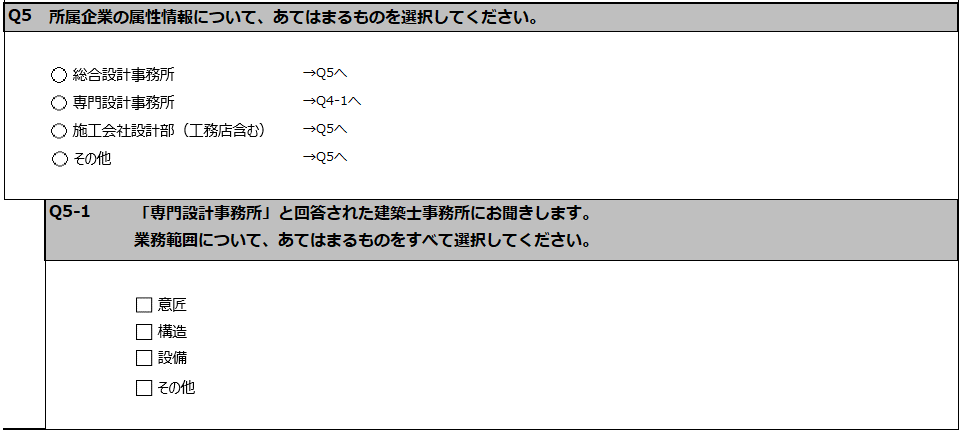 Q5 所属企業の属性情報について、あてはまるものを選択してください。
○ 総合設計事務所 →Q5へ
○ 専門設計事務所 →Q4-1へ
○ 施工会社設計部（工務店含む） →Q5へ
○ その他 →Q5へ
Q5-1 「専門設計事務所」と回答された建築士事務所にお聞きします。
業務範囲について、あてはまるものをすべて選択してください。
□ 意匠
□ 構造
□ 設備
□ その他